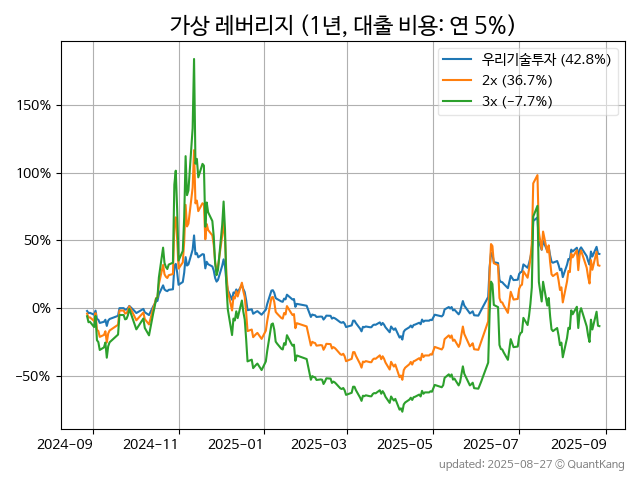 가상 레버리지 (1년, 대출 비용: 연 5%)
우리기술투자 (42.8%)
2x (36.7%)
3x (−7.7%)
150%
100%
50%
0%
−50%
2024-09 2024-11 2025-01 2025-03 2025-05 2025-07 2025-09
updated: 2025-08-27 © QuantKang